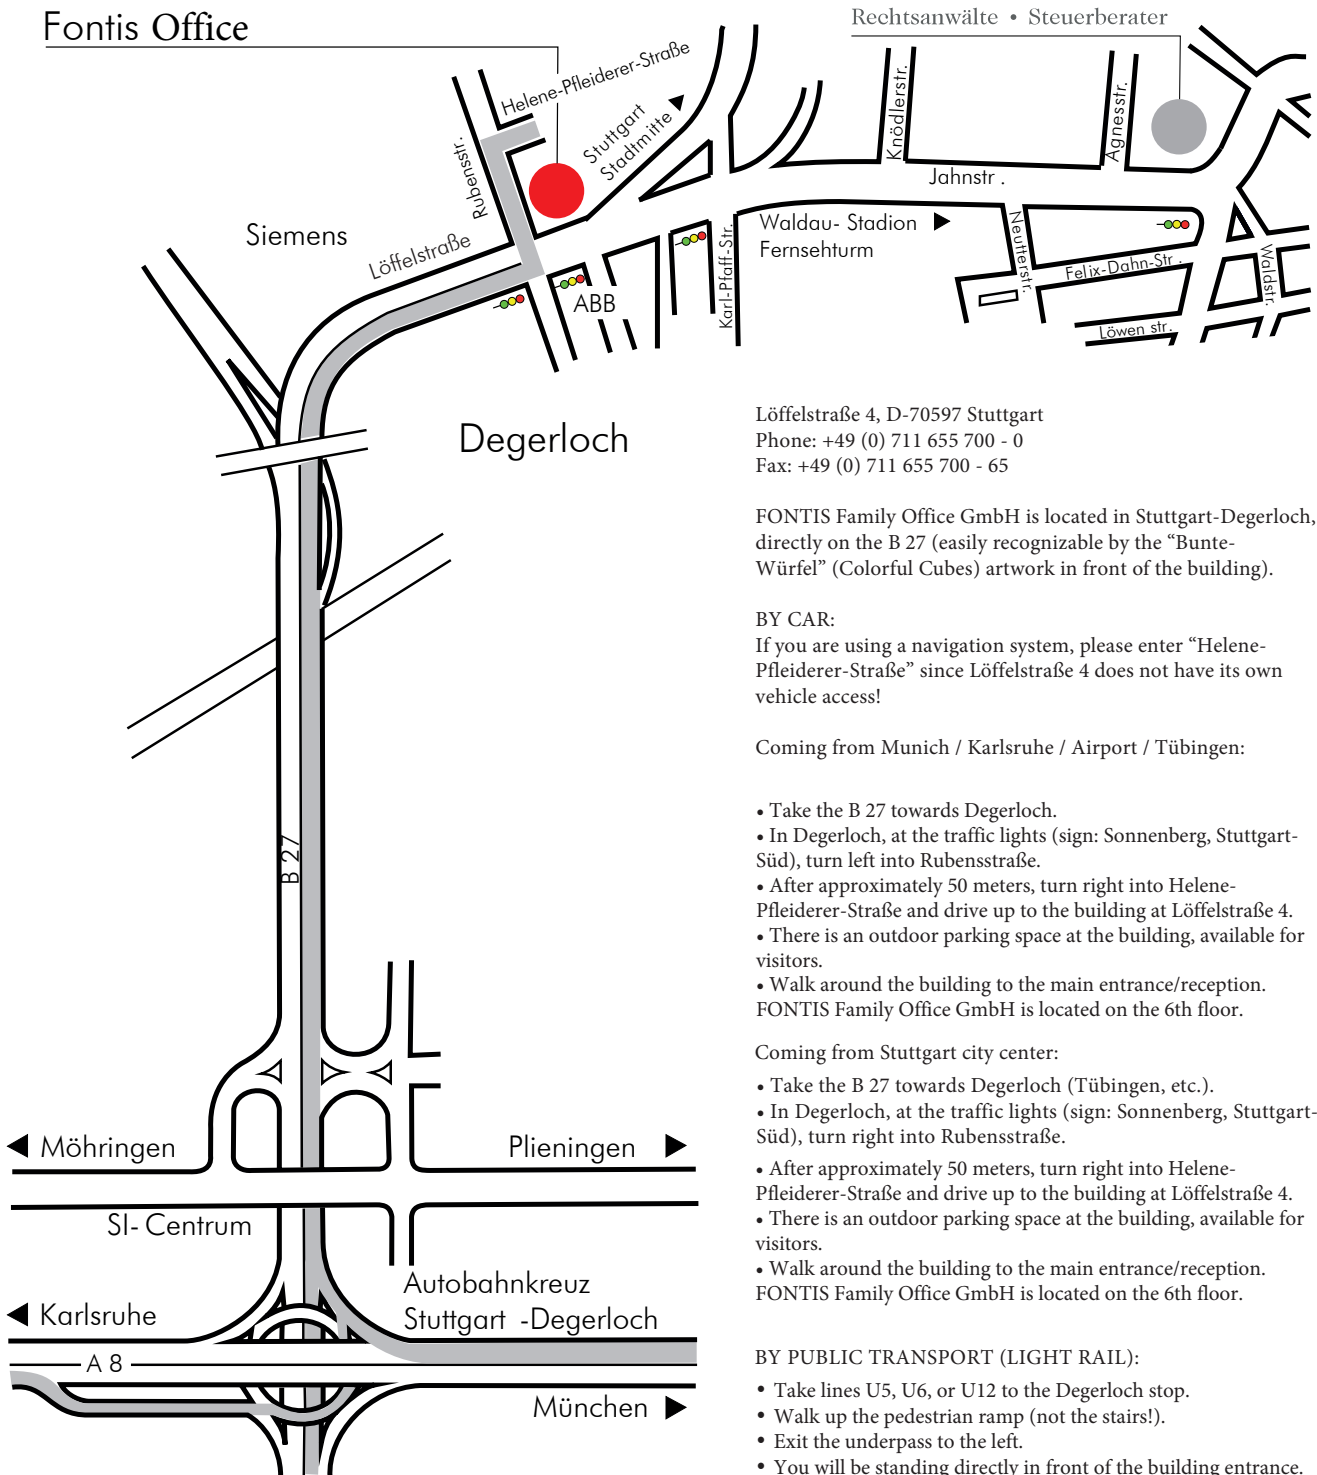 Fontis Office
Rechtsanwälte • Steuerberater
Helene-Pfleiderer-Straße
Stuttgart
Stadtmitte
Rubensstr.
Knödlerstr.
Agnesstr.
Jahnstr .
Siemens
Löffelstraße
Waldau- Stadion
Fernsehturm
Karl-Pfaff-Str.
Neutterstr.
Felix-Dahn-Str .
Waldstr.
ABB
Löwen str.
Degerloch
B 27
Möhringen
Plieningen
SI- Centrum
Autobahnkreuz
Stuttgart -Degerloch
Karlsruhe
A 8
München
Löffelstraße 4, D-70597 Stuttgart
Phone: +49 (0) 711 655 700 - 0
Fax: +49 (0) 711 655 700 - 65
FONTIS Family Office GmbH is located in Stuttgart-Degerloch,
directly on the B 27 (easily recognizable by the “Bunte-
Würfel” (Colorful Cubes) artwork in front of the building).
BY CAR:
If you are using a navigation system, please enter “Helene-
Pfleiderer-Straße” since Löffelstraße 4 does not have its own
vehicle access!
Coming from Munich / Karlsruhe / Airport / Tübingen:
• Take the B 27 towards Degerloch.
• In Degerloch, at the traffic lights (sign: Sonnenberg, Stuttgart-
Süd), turn left into Rubensstraße.
• After approximately 50 meters, turn right into Helene-
Pfleiderer-Straße and drive up to the building at Löffelstraße 4.
• There is an outdoor parking space at the building, available for
visitors.
• Walk around the building to the main entrance/reception.
FONTIS Family Office GmbH is located on the 6th floor.
Coming from Stuttgart city center:
• Take the B 27 towards Degerloch (Tübingen, etc.).
• In Degerloch, at the traffic lights (sign: Sonnenberg, Stuttgart-
Süd), turn right into Rubensstraße.
• After approximately 50 meters, turn right into Helene-
Pfleiderer-Straße and drive up to the building at Löffelstraße 4.
• There is an outdoor parking space at the building, available for
visitors.
• Walk around the building to the main entrance/reception.
FONTIS Family Office GmbH is located on the 6th floor.
BY PUBLIC TRANSPORT (LIGHT RAIL):
• Take lines U5, U6, or U12 to the Degerloch stop.
• Walk up the pedestrian ramp (not the stairs!).
• Exit the underpass to the left.
• You will be standing directly in front of the building entrance.